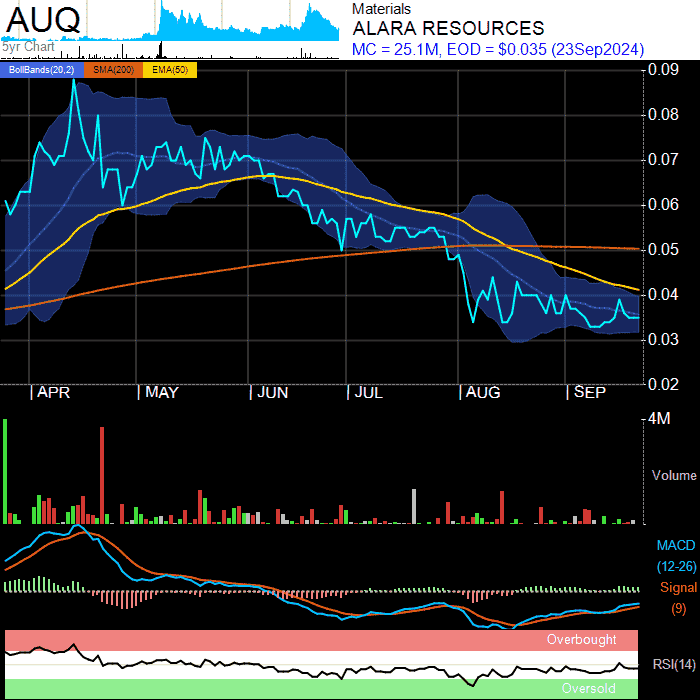 AUQ
5yr Chart
Materials
ALARA RESOURCES
MC = 25.1M, EOD = $0.035 (23Sep2024)
BollBands(20,2) SMA(200) EMA(50)
0.09
0.08
0.07
0.06
0.05
0.04
0.03
0.02
APR MAY JUN JUL AUG SEP
4M
Volume
MACD
(12-26)
Signal
(9)
Overbought
RSI(14)
Oversold